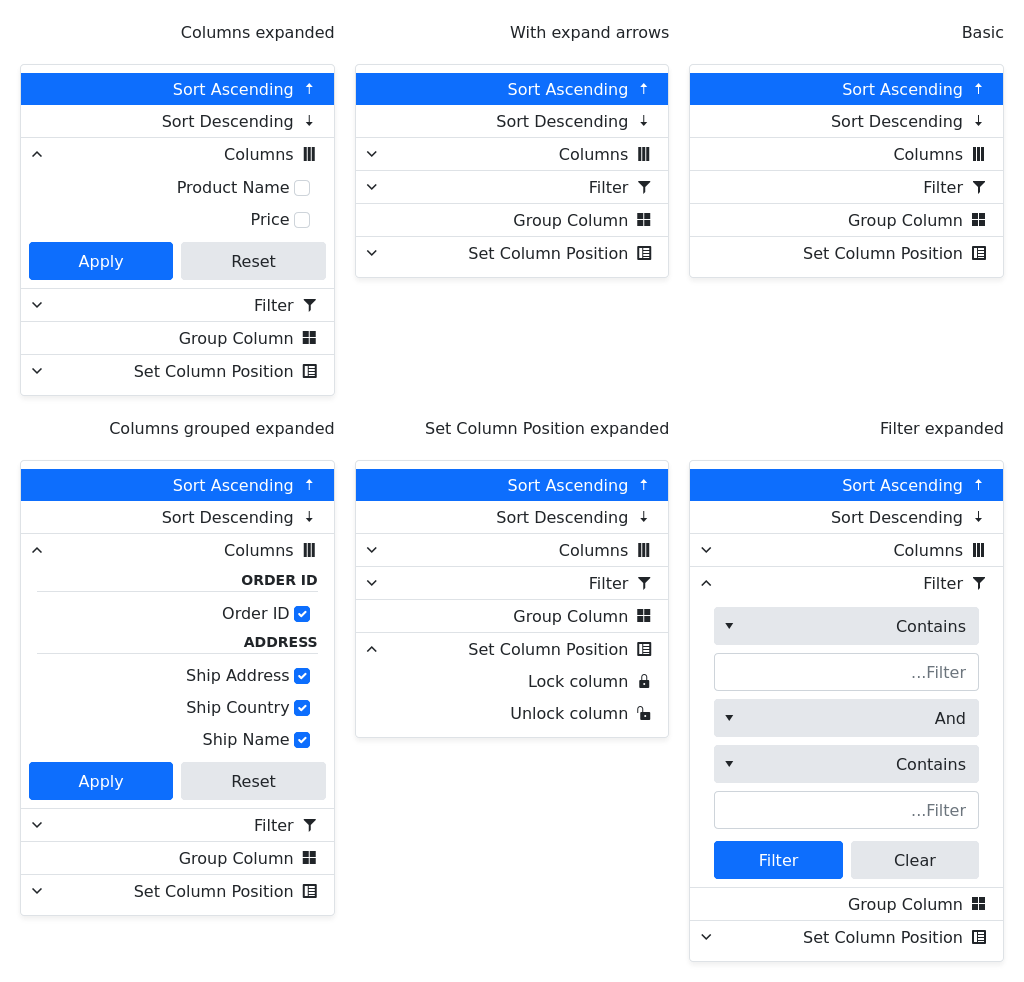 Columns expanded
Sort Ascending
Sort Descending
Columns
Product Name
Price
Apply
Reset
Filter
Group Column
Set Column Position
With expand arrows
Sort Ascending
Sort Descending
Columns
Filter
Group Column
Set Column Position
Basic
Sort Ascending
Sort Descending
Columns
Filter
Group Column
Set Column Position
Columns grouped expanded
Sort Ascending
Sort Descending
Columns
ORDER ID
Order ID
ADDRESS
Ship Address
Ship Country
Ship Name
Apply
Reset
Filter
Group Column
Set Column Position
Set Column Position expanded
Sort Ascending
Sort Descending
Columns
Filter
Group Column
Set Column Position
Lock column
Unlock column
Filter expanded
Sort Ascending
Sort Descending
Columns
Filter
Contains
...Filter
And
Contains
...Filter
Filter
Clear
Group Column
Set Column Position